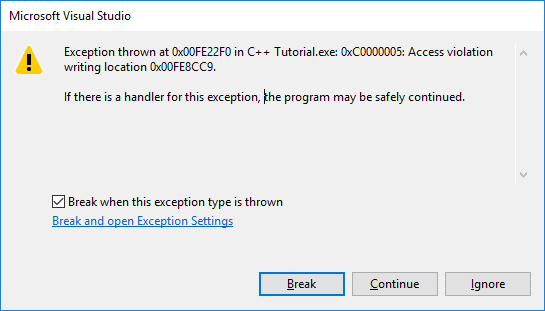 Microsoft Visual Studio
Exception thrown at 0x00FE22F0 in C++ Tutorial.exe: 0xC0000005: Access violation
writing location 0x00FE8CC9.
If there is a handler for this exception, the program may be safely continued.
Break when this exception type is thrown
Break and open Exception Settings
Break
Continue
Ignore